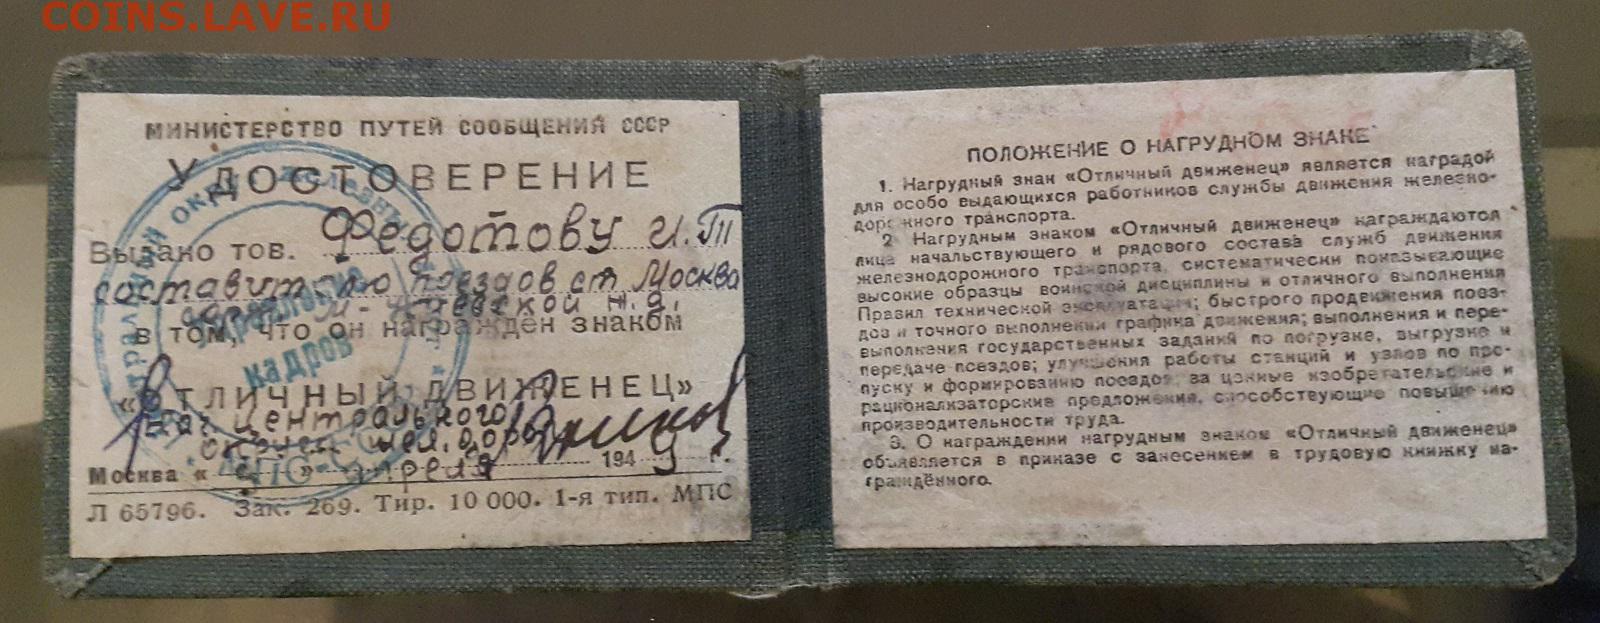 COINS.LAVE.RU
МИНИСТЕРСТВО ПУТЕЙ СООБЩЕНИЯ СССР
УДОСТОВЕРЕНИЕ
Выдано тов. Федотову И. П
составителю поездов ст Москва
М-Киевской ж.д.
в том, что он награжден знаком
«ОТЛИЧНЫЙ ДВИЖЕНЕЦ»
Центрального
Москва « » апреля 1949 г.
Л 65796. Зак. 269. Тир. 10 000. 1-я тип. МПС
кадров
ПОЛОЖЕНИЕ О НАГРУДНОМ ЗНАКЕ
1. Нагрудный знак «Отличный движенец» является наградой
для особо выдающихся работников службы движения железно-
дорожного транспорта.
2 Нагрудным знаком «Отличный движенец» награждаются
лица начальствующего и рядового состава служб движения
железнодорожного транспорта, систематически показывающие
высокие образцы воинской дисциплины и отличного выполнения
Правил технической эксплуатации; быстрого продвижения поез-
дов и точного выполнения графика движения; выполнения и пере-
выполнения государственных заданий по погрузке, выгрузке и
передаче поездов; улучшения работы станций и узлов по про-
пуску и формированию поездов; за ценные изобретательские и
рационализаторские предложения, способствующие повышению
производительности труда.
3. О награждении нагрудным знаком «Отличный движенец»
объявляется в приказе с занесением в трудовую книжку на-
граждённого.